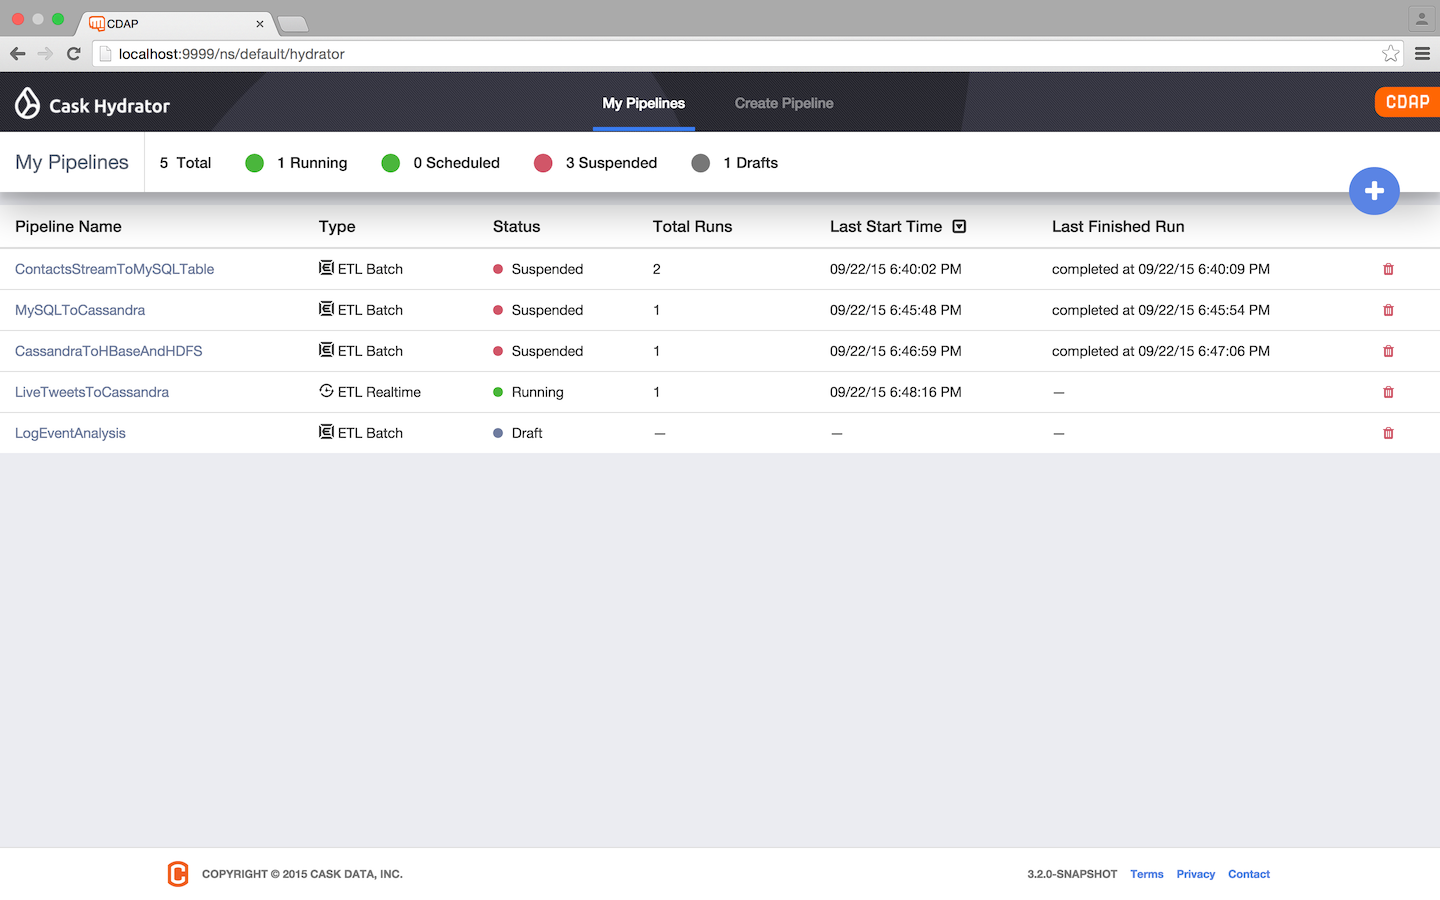 CDAP
localhost:9999/ns/default/hydrator
Cask Hydrator My Pipelines Create Pipeline CDAP
My Pipelines 5 Total 1 Running 0 Scheduled 3 Suspended 1 Drafts
Pipeline Name Type Status Total Runs Last Start Time Last Finished Run
ContactsStreamToMySQLTable ETL Batch Suspended 2 09/22/15 6:40:02 PM completed at 09/22/15 6:40:09 PM
MySQLToCassandra ETL Batch Suspended 1 09/22/15 6:45:48 PM completed at 09/22/15 6:45:54 PM
CassandraToHBaseAndHDFS ETL Batch Suspended 1 09/22/15 6:46:59 PM completed at 09/22/15 6:47:06 PM
LiveTweetsToCassandra ETL Realtime Running 1 09/22/15 6:48:16 PM —
LogEventAnalysis ETL Batch Draft — — —
COPYRIGHT © 2015 CASK DATA, INC. 3.2.0-SNAPSHOT Terms Privacy Contact